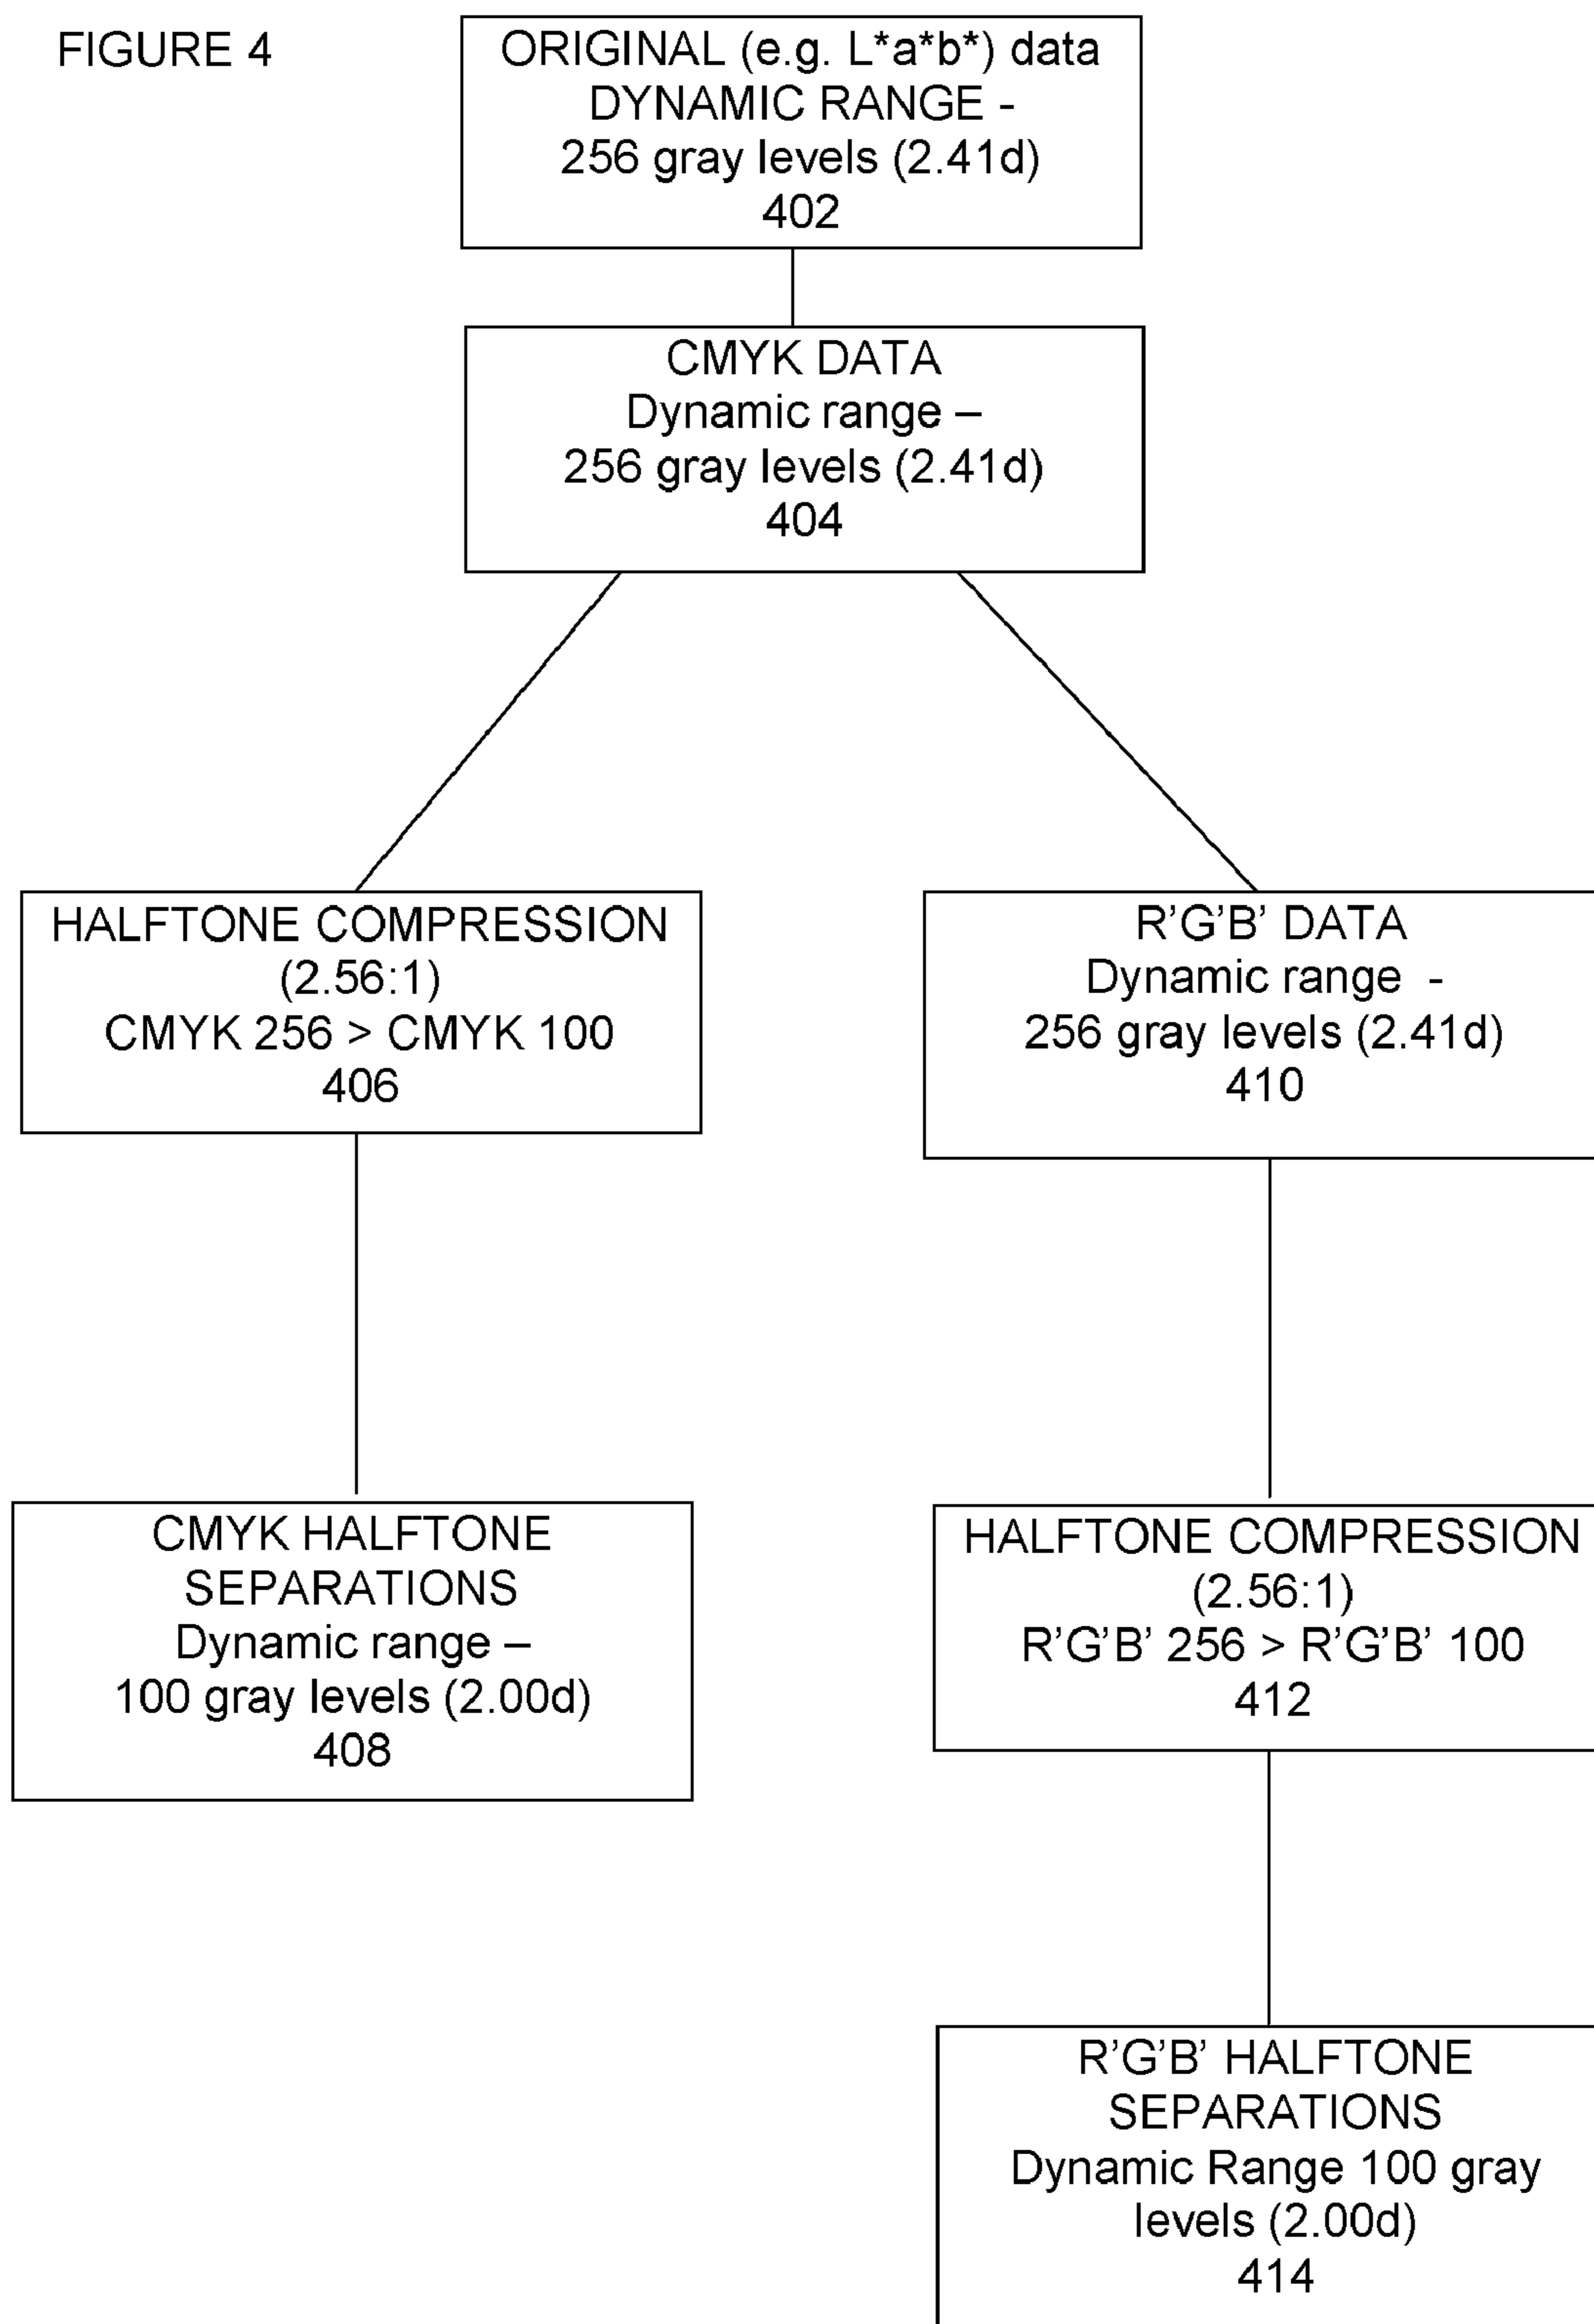 FIGURE 4
ORIGINAL (e.g. L*a*b*) data
DYNAMIC RANGE -
256 gray levels (2.41d)
402
CMYK DATA
Dynamic range –
256 gray levels (2.41d)
404
HALFTONE COMPRESSION
(2.56:1)
CMYK 256 > CMYK 100
406
R’G’B’ DATA
Dynamic range -
256 gray levels (2.41d)
410
CMYK HALFTONE
SEPARATIONS
Dynamic range –
100 gray levels (2.00d)
408
HALFTONE COMPRESSION
(2.56:1)
R’G’B’ 256 > R’G’B’ 100
412
R’G’B’ HALFTONE
SEPARATIONS
Dynamic Range 100 gray
levels (2.00d)
414